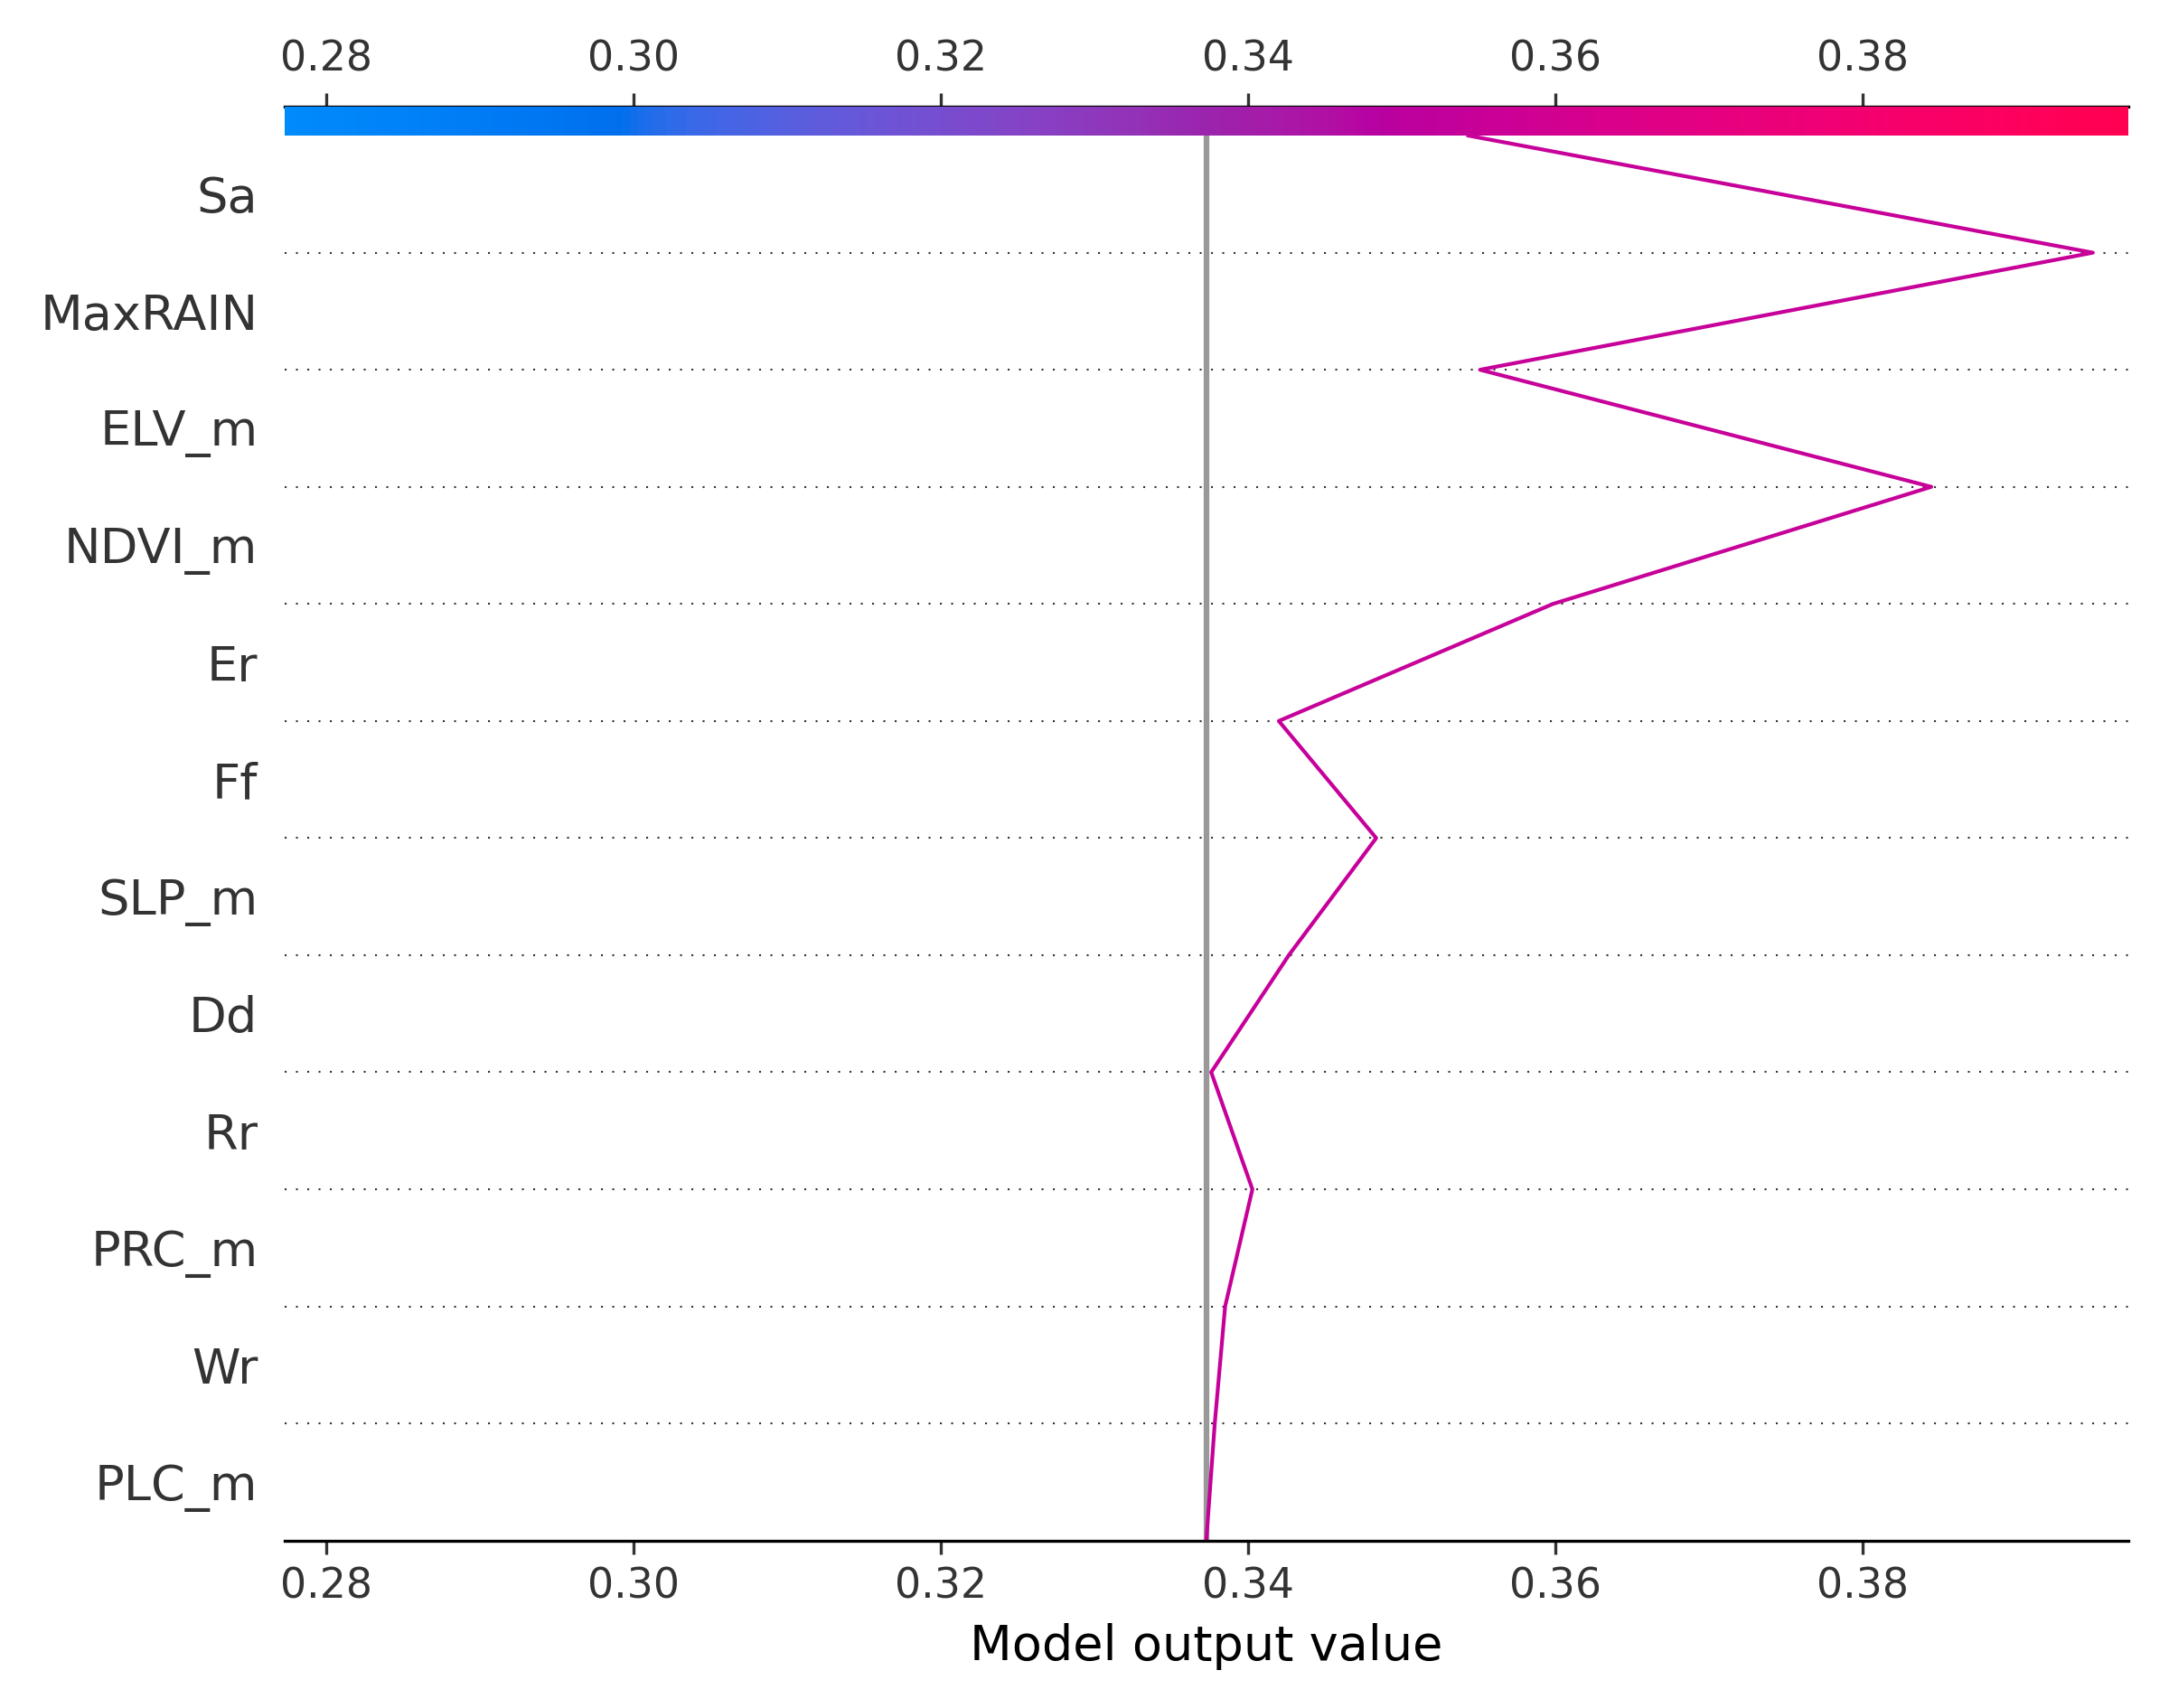 0.28 0.30 0.32 0.34 0.36 0.38
Sa
MaxRAIN
ELV_m
NDVI_m
Er
Ff
SLP_m
Dd
Rr
PRC_m
Wr
PLC_m
0.28 0.30 0.32 0.34 0.36 0.38
Model output value